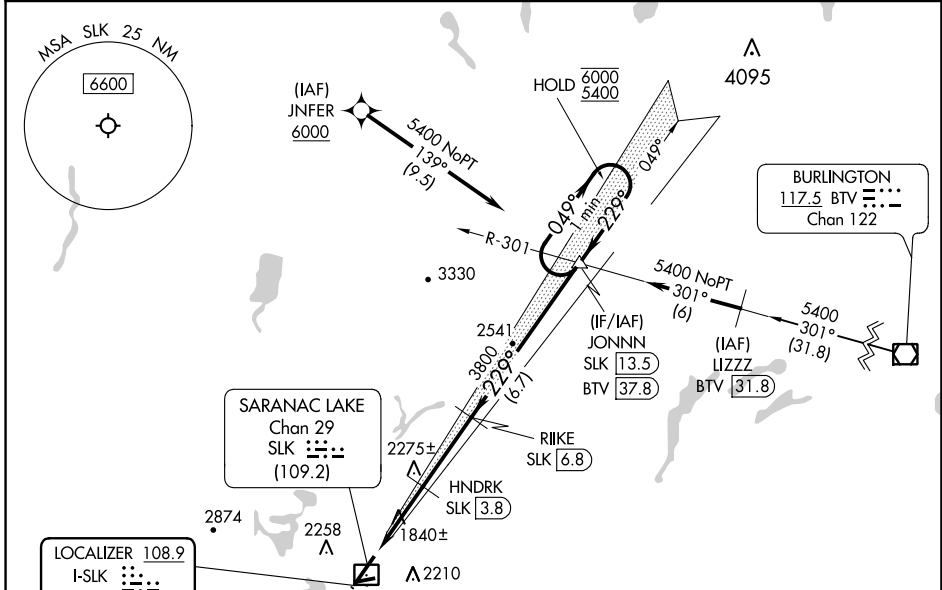 MSA SLK 25 NM
6600
(IAF)
JNFER
6000
5400 NoPT
139°
(9.5)
HOLD
6000
5400
4095
049°
1 min
229°
049°
BURLINGTON
117.5 BTV
Chan 122
R-301
3330
5400 NoPT
301°
(6)
5400
301°
(31.8)
(IF/IAF)
JONNN
SLK 13.5
BTV 37.8
(IAF)
LIZZZ
BTV 31.8
2541
3800
229°
(6.7)
SARANAC LAKE
Chan 29
SLK
(109.2)
2275±
RIIKE
SLK 6.8
HNDRK
SLK 3.8
2874
2258
1840±
2210
LOCALIZER 108.9
I-SLK